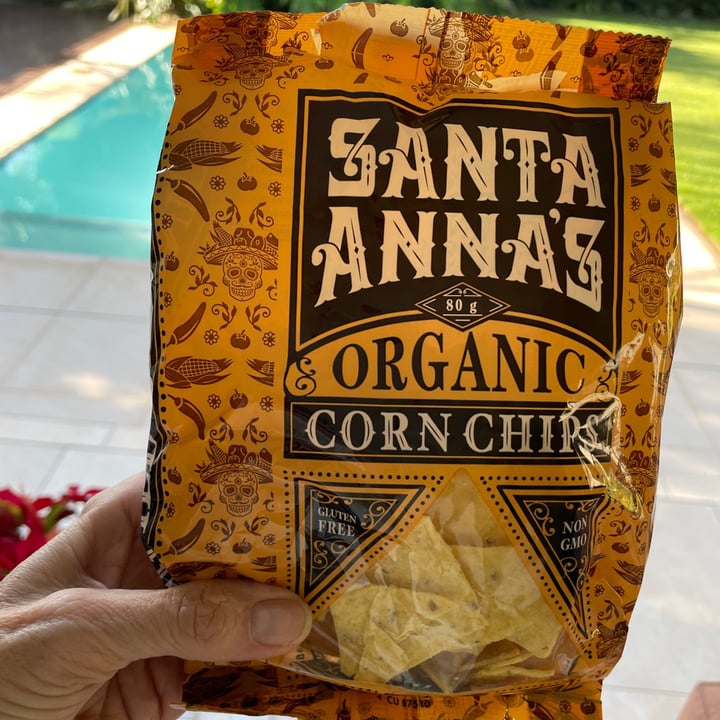 SANTA
ANNA'S
80 g
ORGANIC
CORN CHIPS
GLUTEN
FREE
NON
GMO